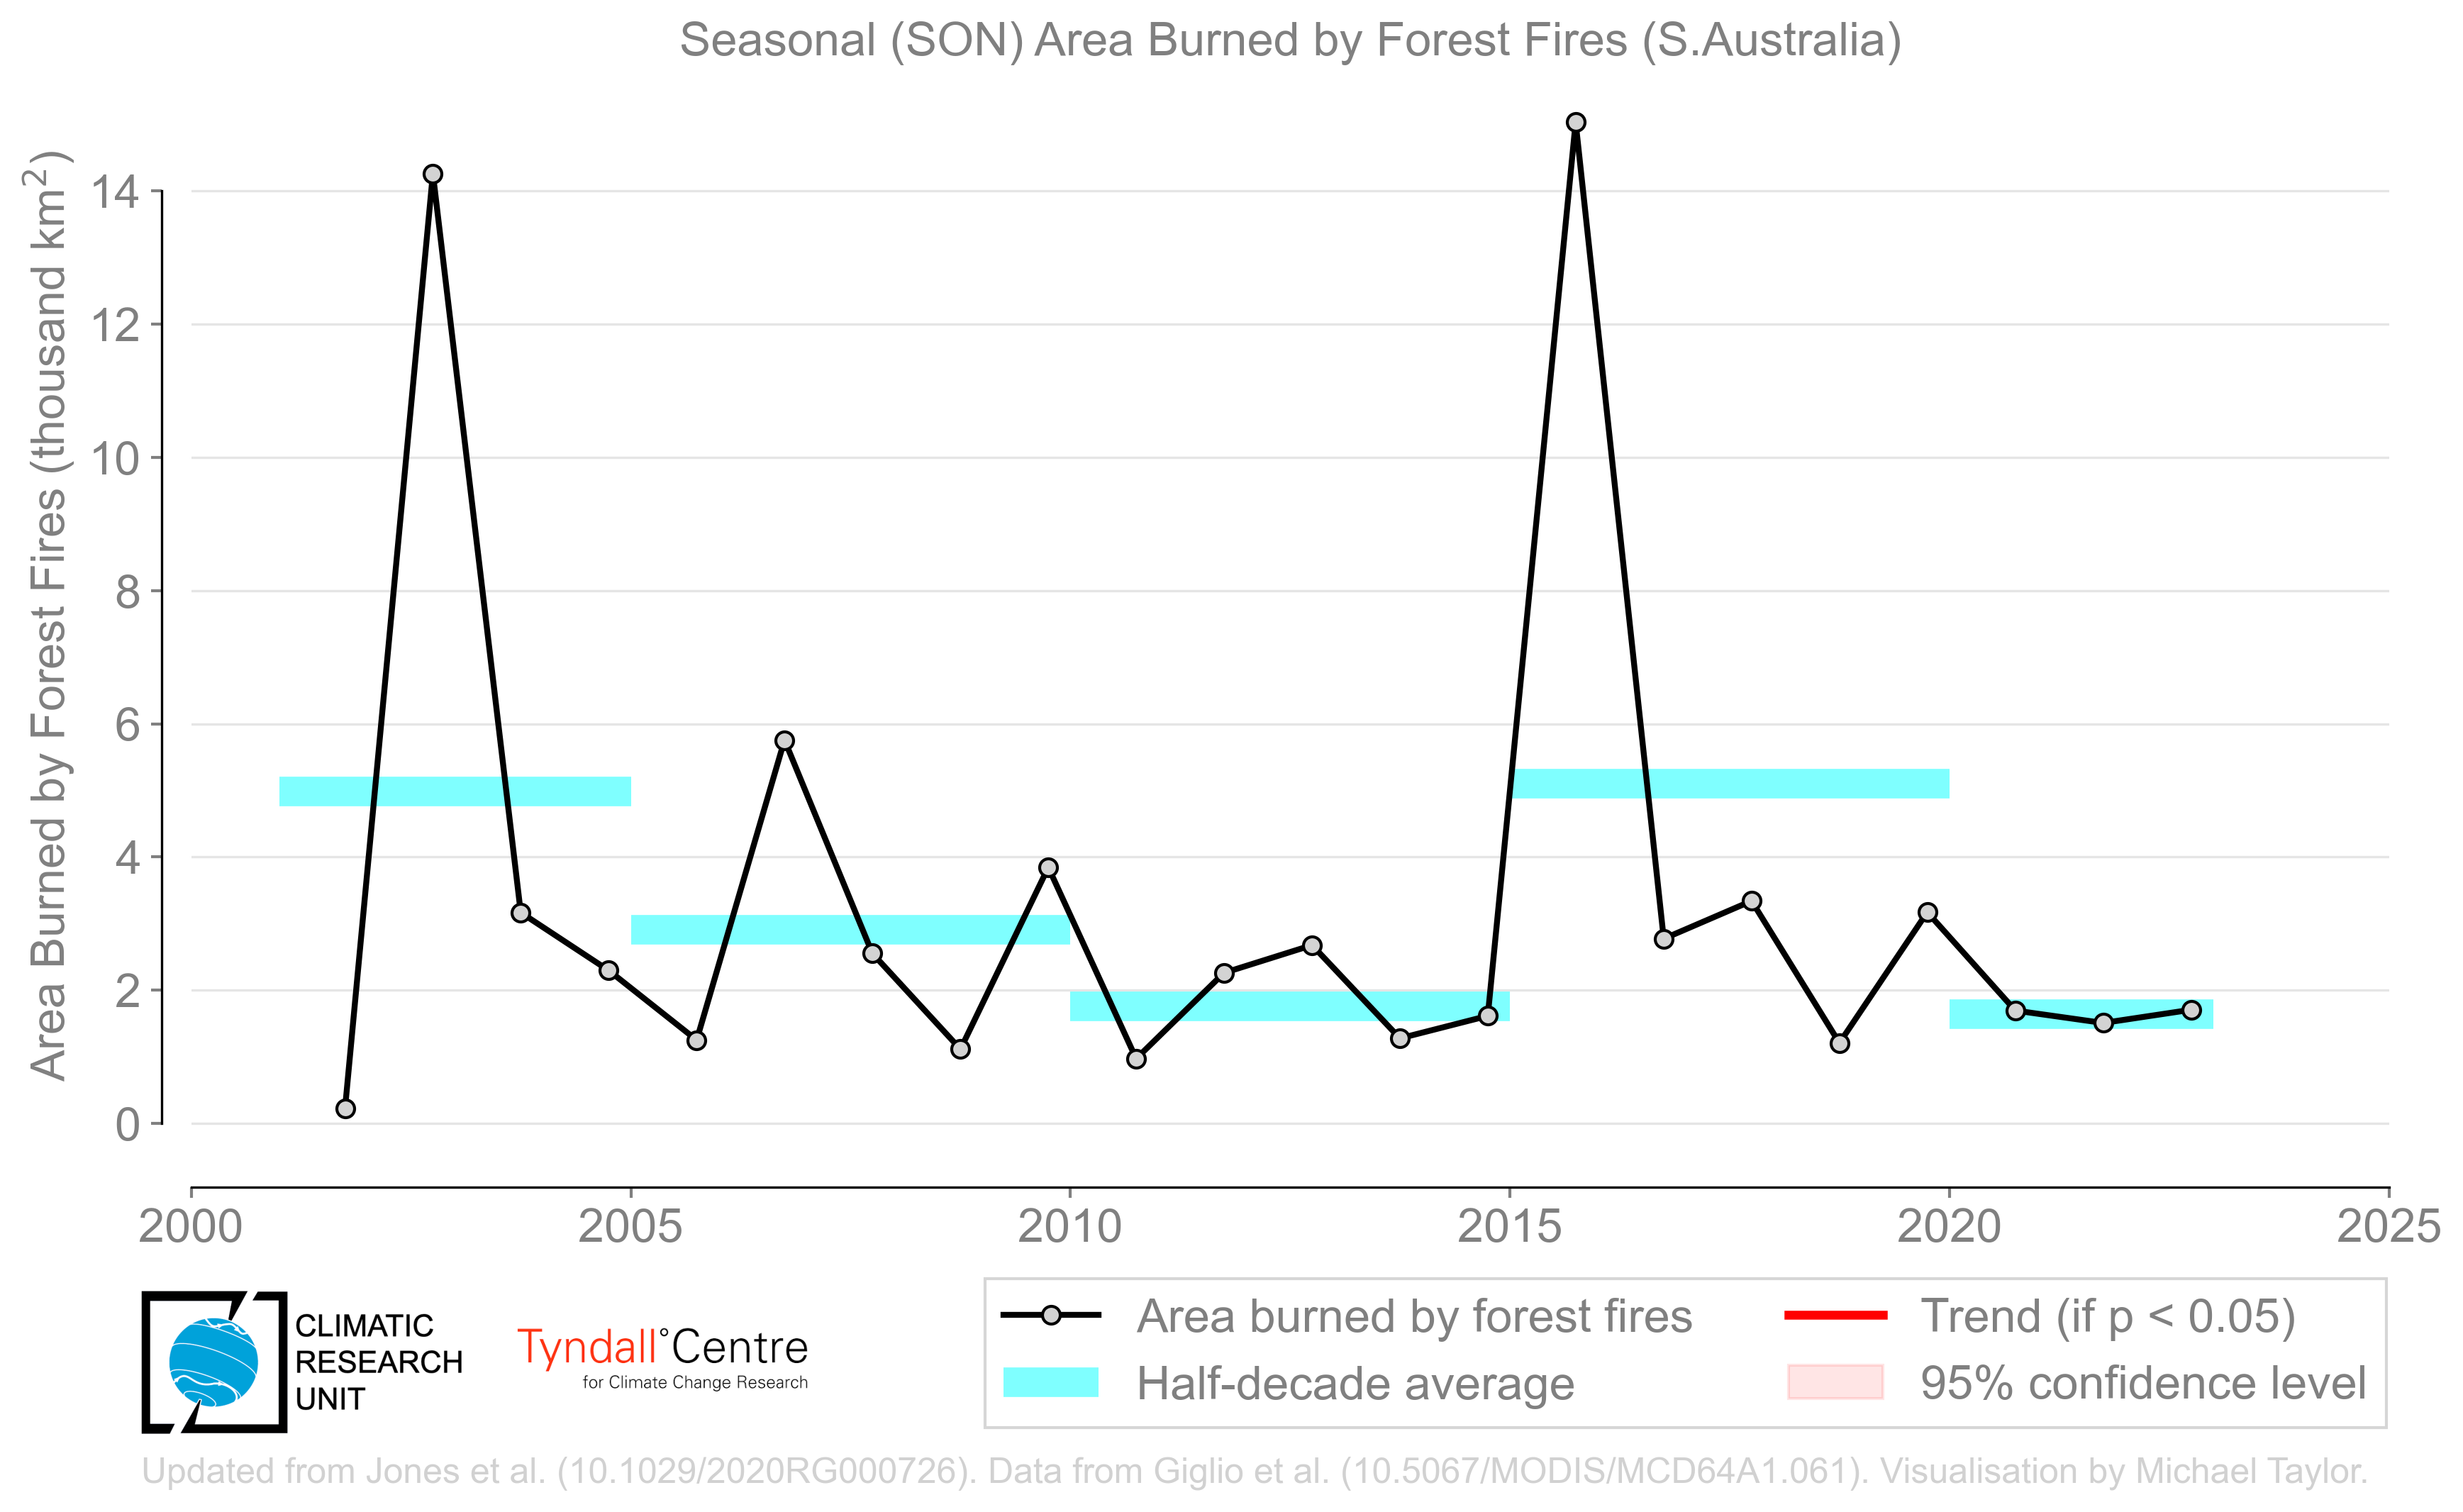 Seasonal (SON) Area Burned by Forest Fires (S.Australia)
Area Burned by Forest Fires (thousand km²)
14
12
10
8
6
4
2
0
2000 2005 2010 2015 2020 2025
CLIMATIC
RESEARCH
UNIT
Tyndall°Centre
for Climate Change Research
Area burned by forest fires
Half-decade average
Trend (if p < 0.05)
95% confidence level
Updated from Jones et al. (10.1029/2020RG000726). Data from Giglio et al. (10.5067/MODIS/MCD64A1.061). Visualisation by Michael Taylor.